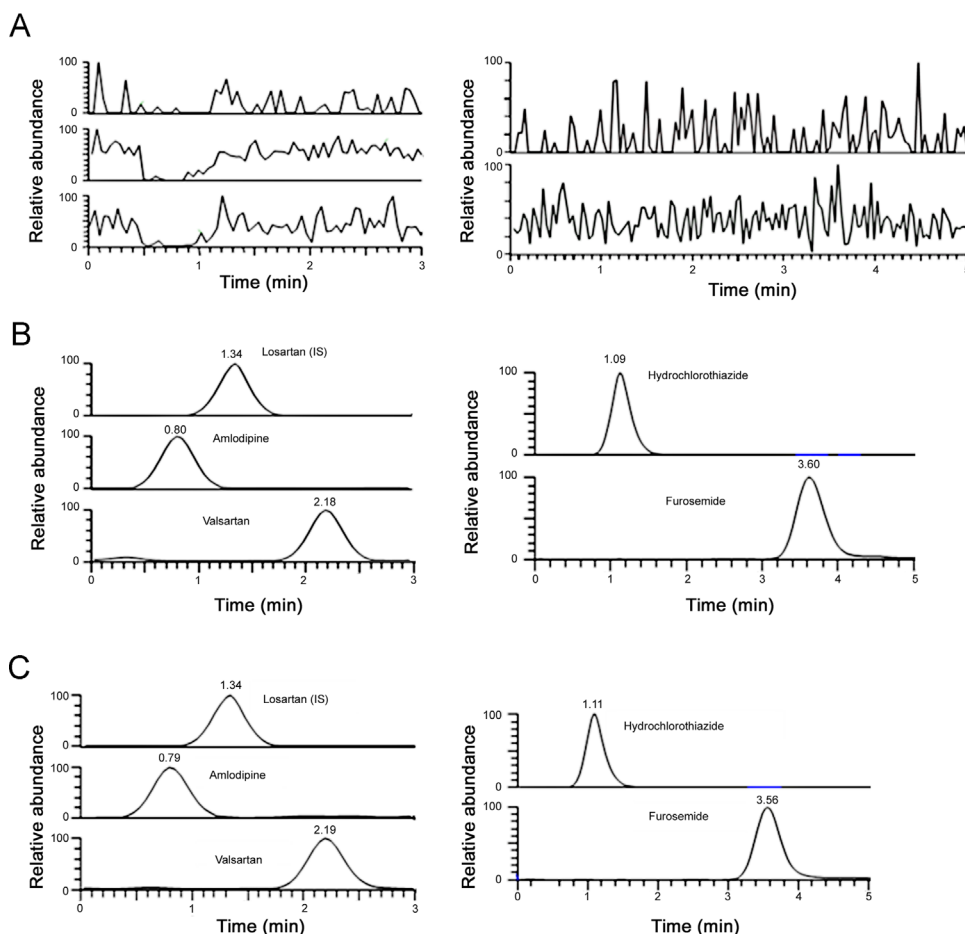 A
Relative abundance
100
0
100
0
100
0
0 1 2 3
Time (min)
Relative abundance
100
0
100
0
0 1 2 3 4
Time (min)
B
Relative abundance
1.34
Losartan (IS)
100
0
0.80
Amlodipine
100
0
2.18
Valsartan
100
0
0 1 2 3
Time (min)
Relative abundance
1.09
Hydrochlorothiazide
100
0
3.60
Furosemide
100
0
0 1 2 3 4 5
Time (min)
C
Relative abundance
1.34
Losartan (IS)
100
0
0.79
Amlodipine
100
0
2.19
Valsartan
100
0
0 1 2 3
Time (min)
Relative abundance
1.11
Hydrochlorothiazide
100
0
3.56
Furosemide
100
0
0 1 2 3 4 5
Time (min)